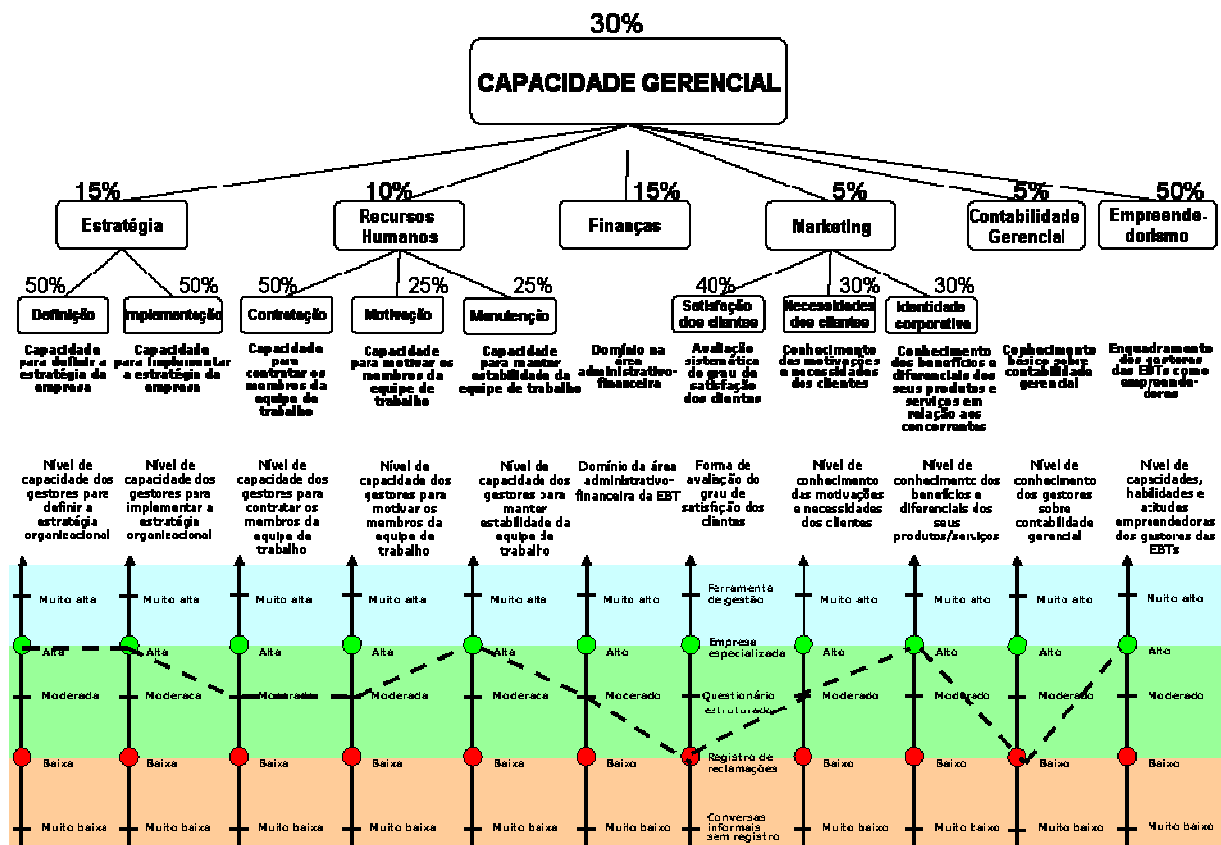 30%
CAPACIDADE GERENCIAL
15%
10%
15%
5%
5%
50%
Estratégia
Recursos
Humanos
Finanças
Marketing
Contabilidade
Gerencial
Empreende-
dorismo
50%
50%
50%
25%
25%
40%
30%
30%
Definição
Implementação
Contratação
Motivação
Manutenção
Satisfação
dos clientes
Necessidades
dos clientes
Identidade
corporativa
Capacidade
para definir a
estratégia da
empresa
Capacidade
para implementar
a estratégia da
empresa
Capacidade
para
contratar os
membros da
equipe de
trabalho
Capacidade
para motivar os
membros da
equipe de
trabalho
Capacidade
para manter
estabilidade da
equipe de trabalho
Domínio na
área
administrativo-
financeira
Avaliação
sistemática
do grau de
satisfação
dos clientes
Conhecimento
das motivações
e necessidades
dos clientes
Conhecimento
dos benefícios e
diferenciais dos
seus produtos e
serviços em
relação aos
concorrentes
Conhecimento
básico sobre
contabilidade
gerencial
Enquadramento
dos gestores
das EBTs como
empreende-
dores
Nível de
capacidade dos
gestores para
definir a
estratégia
organizacional
Nível de
capacidade dos
gestores para
implementar a
estratégia
organizacional
Nível de
capacidade dos
gestores para
contratar os
membros da
equipe de
trabalho
Nível de
capacidade dos
gestores para
motivar os
membros da
equipe de
trabalho
Nível de
capacidade dos
gestores para
manter
estabilidade da
equipe de
trabalho
Domínio da área
administrativo-
financeira da EBT
Forma de
avaliação do
grau de
satisfação dos
clientes
Nível de
conhecimento
das motivações
e necessidades
dos clientes
Nível de
conhecimento dos
benefícios e
diferenciais dos
seus
produtos/serviços
Nível de
conhecimento
dos gestores
sobre
contabilidade
gerencial
Nível de
capacidades,
habilidades e
atitudes
empreendedoras
dos gestores das
EBTs
Muito alta
Muito alta
Muito alta
Muito alta
Muito alta
Muito alto
Ferramenta
de gestão
Muito alto
Muito alto
Muito alto
Muito alto
Alta
Alta
Alta
Alta
Alta
Alto
Empresa
especializada
Alto
Alto
Alto
Alto
Moderada
Moderada
Moderada
Moderada
Moderada
Moderado
Questionário
estruturado
Moderado
Moderado
Moderado
Moderado
Baixa
Baixa
Baixa
Baixa
Baixa
Baixo
Registro de
reclamações
Baixo
Baixo
Baixo
Baixo
Muito baixa
Muito baixa
Muito baixa
Muito baixa
Muito baixa
Muito baixo
Conversas
informais
sem registro
Muito baixo
Muito baixo
Muito baixo
Muito baixo